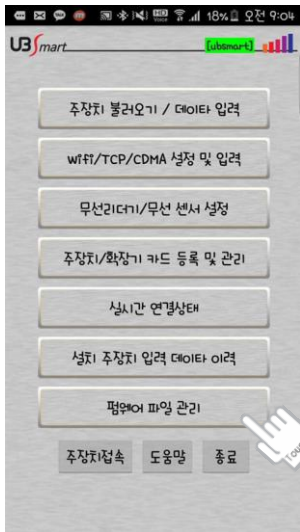 18% 오전 9:04
UBSmart
[ubsmart]
주장치 불러오기 / 데이타 입력
wifi/TCP/CDMA 설정 및 입력
무선리더기/무선 센서 설정
주장치/확장기 카드 등록 및 관리
실시간 연결상태
설치 주장치 입력 데이타 이력
펌웨어 파일 관리
주장치접속 도움말 종료